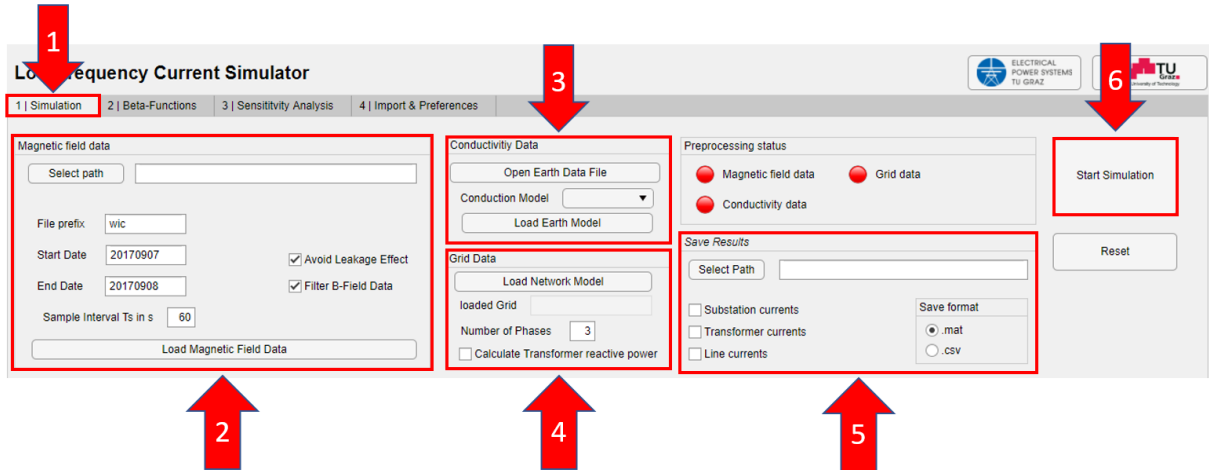 1
Lo
equency Current Simulator
ELECTRICAL
POWER SYSTEMS
TU GRAZ
TU
Graz
1 | Simulation
2 | Beta-Functions
3 | Sensititvity Analysis
4 | Import & Preferences
3
6
Magnetic field data
Select path
File prefix
wic
Start Date
20170907
Avoid Leakage Effect
End Date
20170908
Filter B-Field Data
Sample Interval Ts in s
60
Load Magnetic Field Data
Conductivitiy Data
Open Earth Data File
Conduction Model
Load Earth Model
Grid Data
Load Network Model
loaded Grid
Number of Phases
3
Calculate Transformer reactive power
Preprocessing status
Magnetic field data
Grid data
Conductivity data
Save Results
Select Path
Substation currents
Transformer currents
Line currents
Save format
.mat
.csv
Start Simulation
Reset
2
4
5